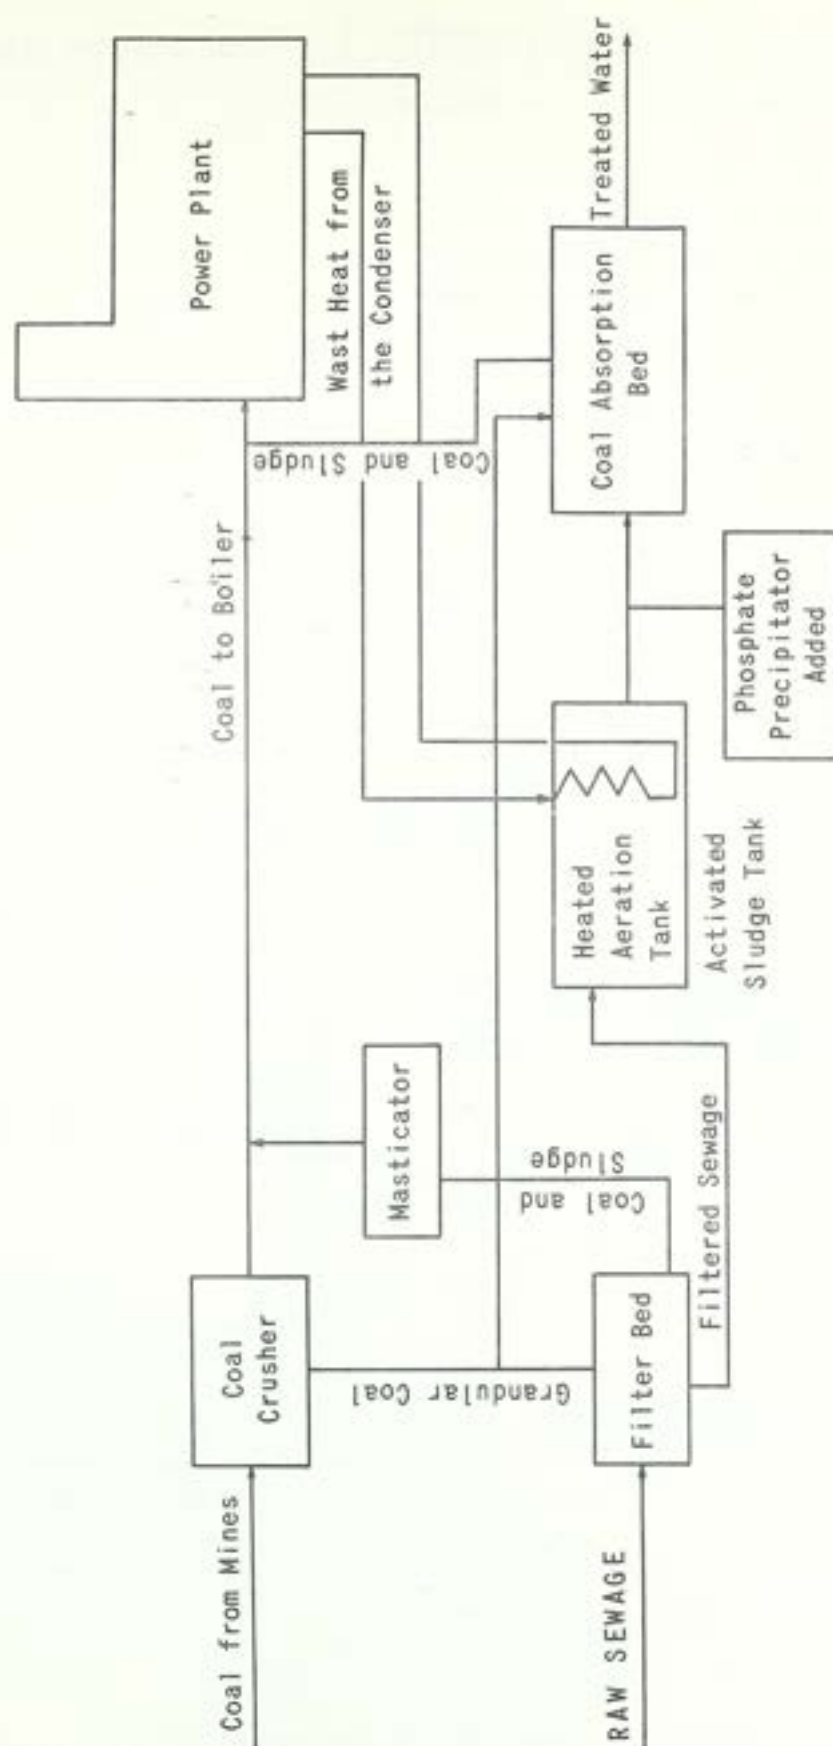 Power Plant
Wast Heat from
the Condenser
Treated Water
Coal to Boiler
Coal and Sludge
Coal Absorption
Bed
Phosphate
Precipitator
Added
Heated
Aeration
Tank
Activated
Sludge Tank
Masticator
Coal and
Sludge
Filtered Sewage
Coal
Crusher
Grandular Coal
Filter Bed
Coal from Mines
RAW SEWAGE